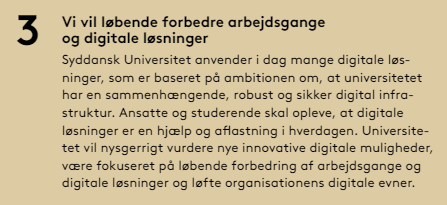 3
Vi vil løbende forbedre arbejdsgange
og digitale løsninger
Syddansk Universitet anvender i dag mange digitale løs-
ninger, som er baseret på ambitionen om, at universitetet
har en sammenhængende, robust og sikker digital infra-
struktur. Ansatte og studerende skal opleve, at digitale
løsninger er en hjælp og aflastning i hverdagen. Universite-
tet vil nysgerrigt vurdere nye innovative digitale muligheder,
være fokuseret på løbende forbedring af arbejdsgange og
digitale løsninger og løfte organisationens digitale evner.